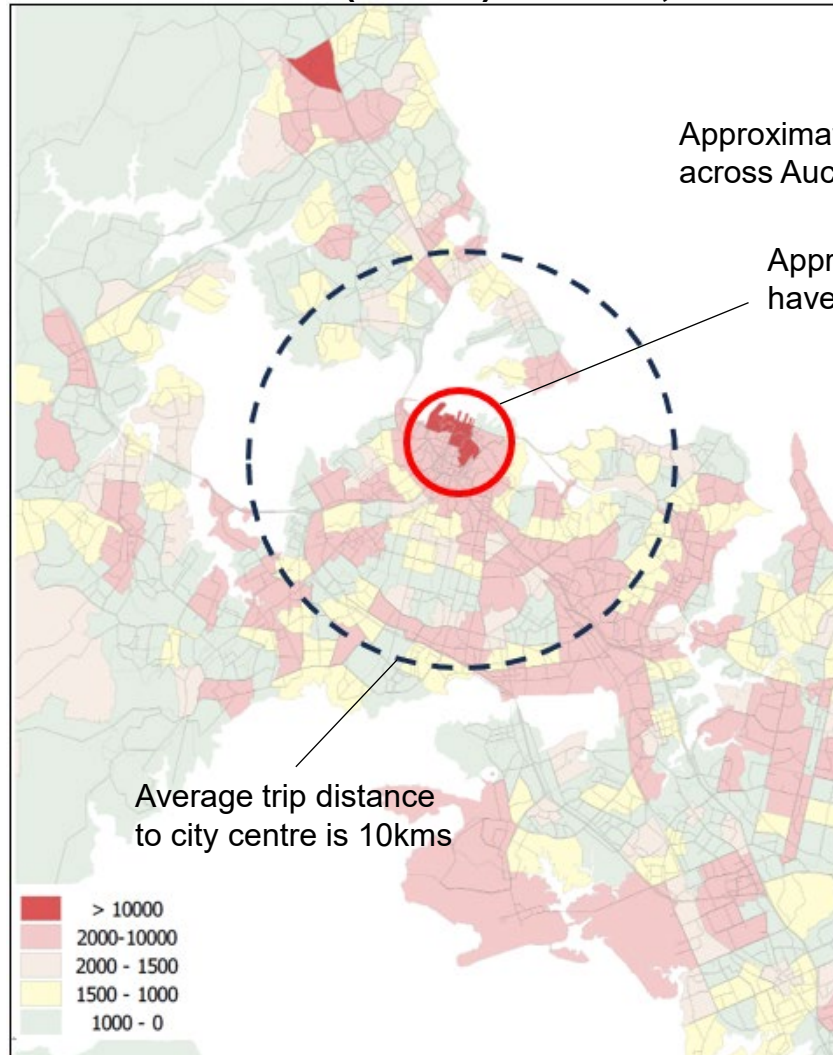 Approxima
across Auc
Appr
have
Average trip distance
to city centre is 10kms
> 10000
2000-10000
2000 - 1500
1500 - 1000
1000 - 0